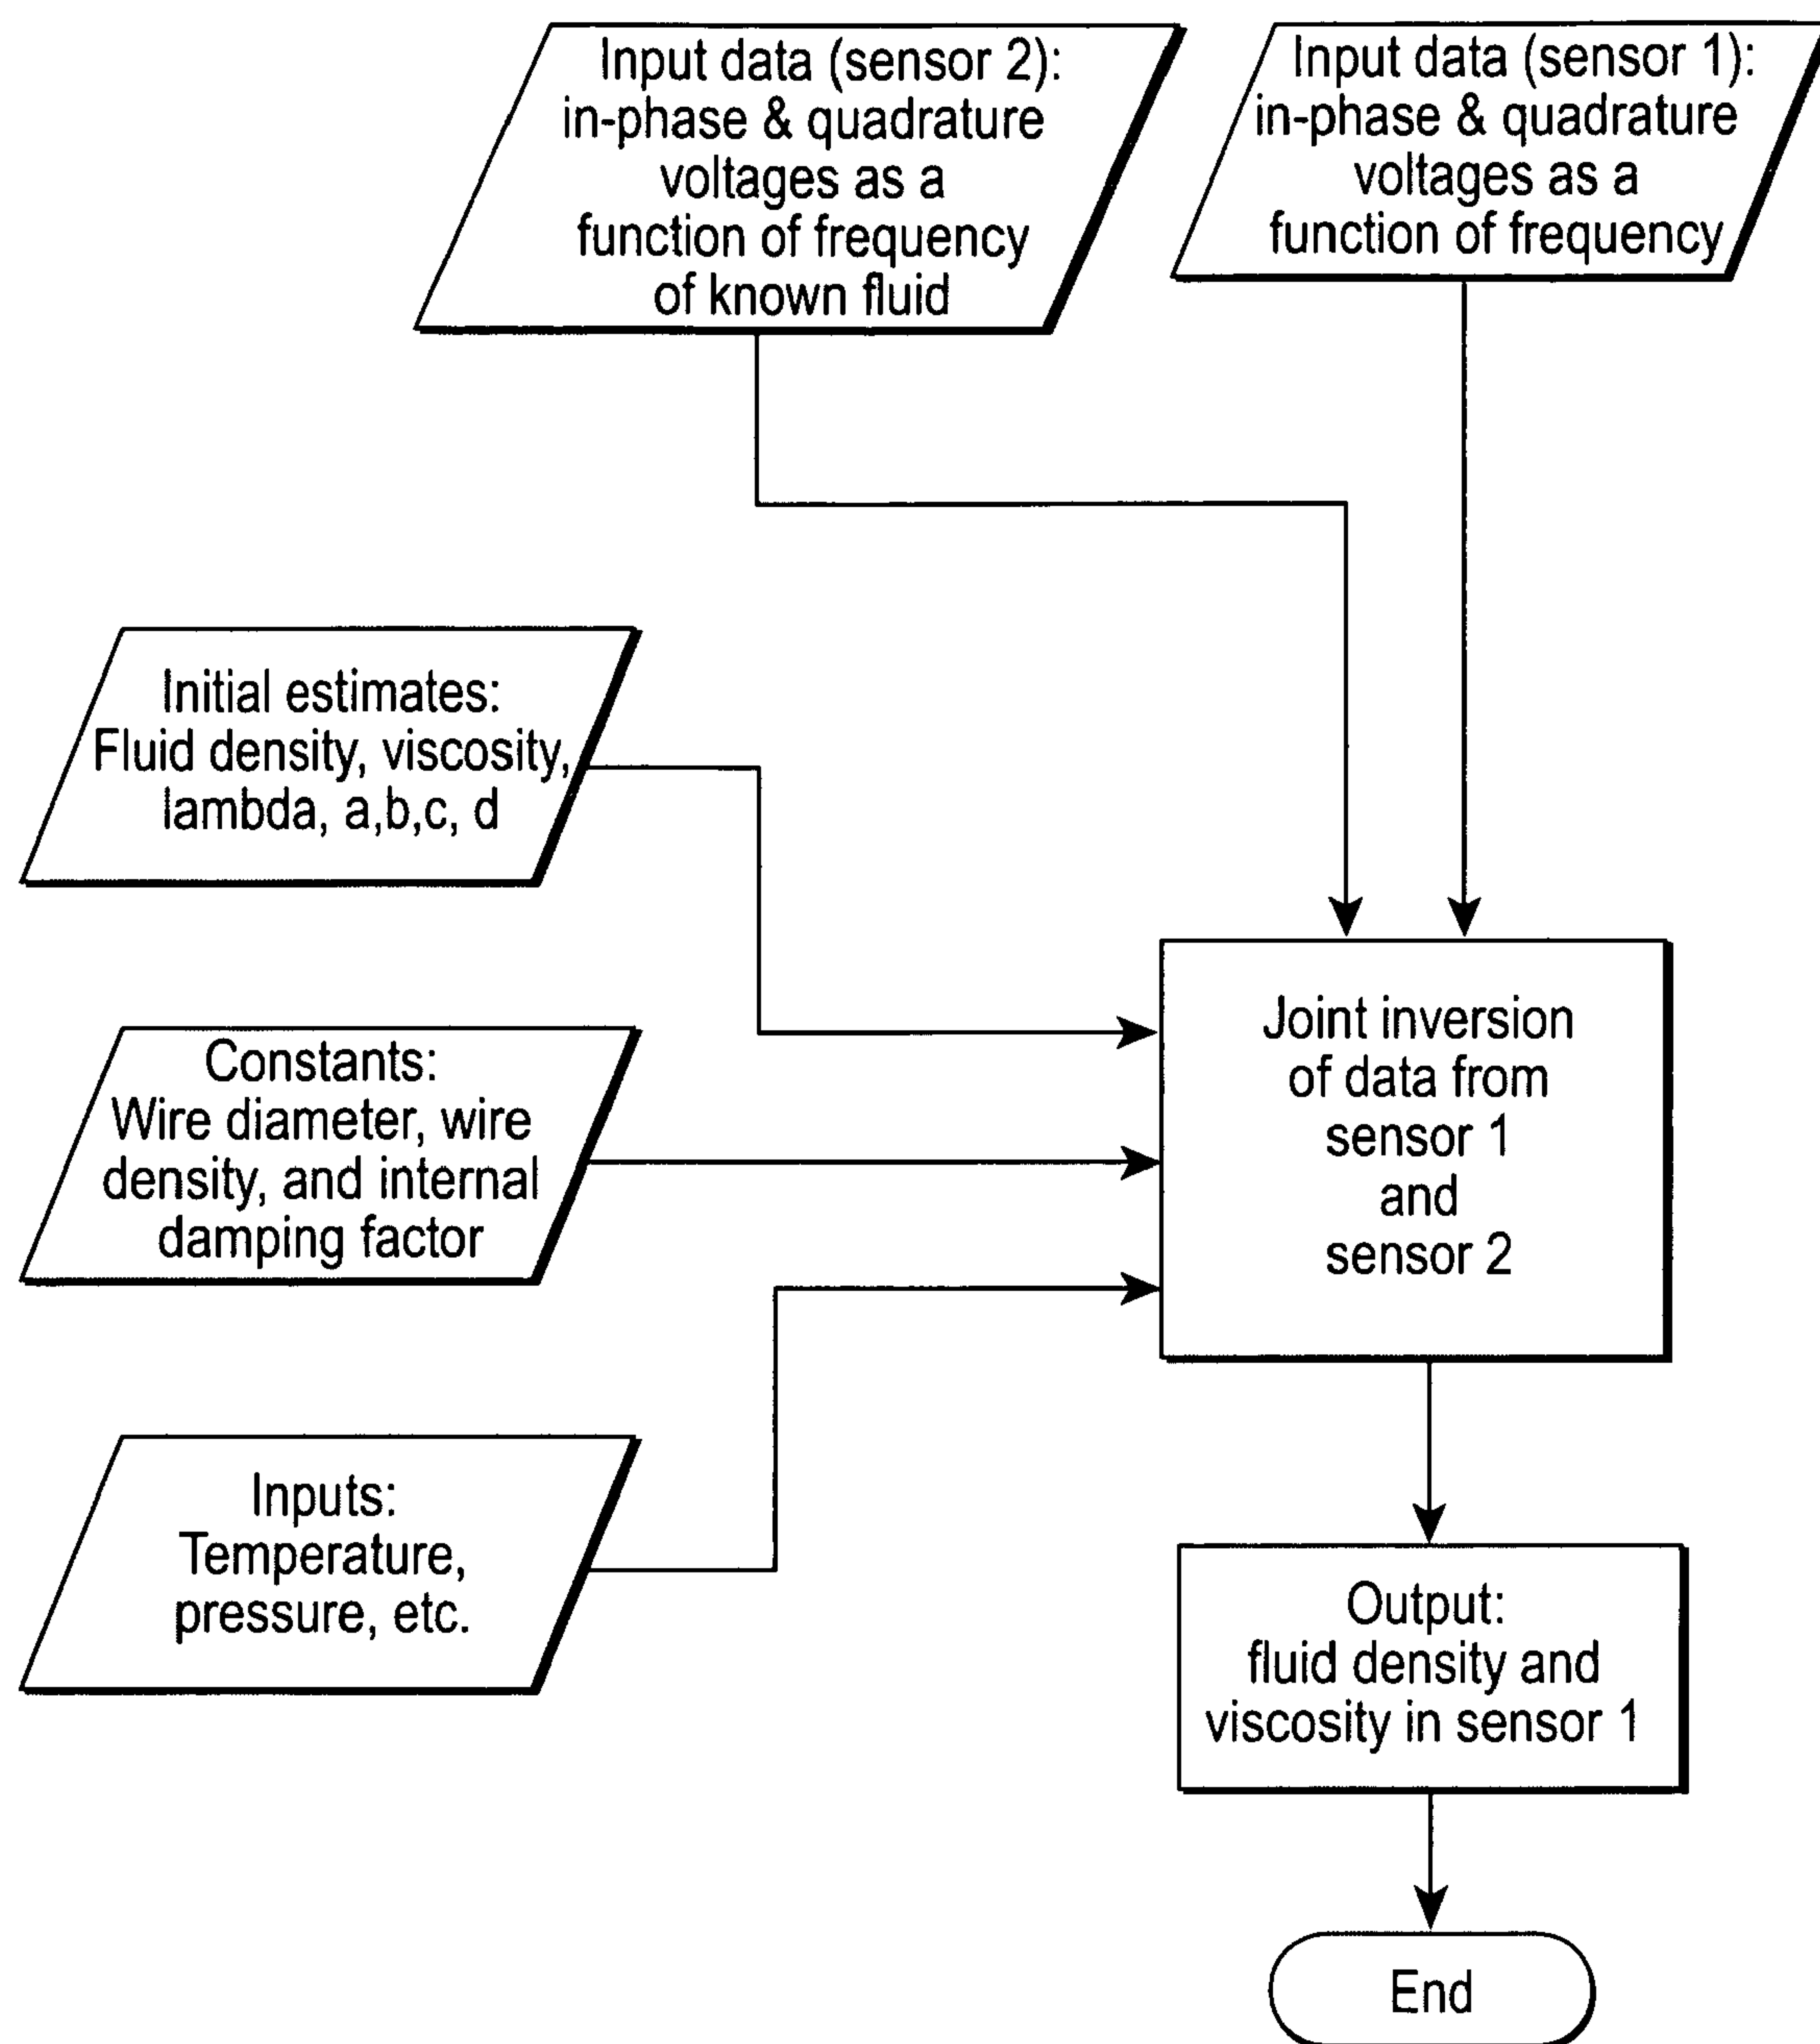 Input data (sensor 2):
in-phase & quadrature
voltages as a
function of frequency
of known fluid
Input data (sensor 1):
in-phase & quadrature
voltages as a
function of frequency
Initial estimates:
Fluid density, viscosity,
lambda, a,b,c, d
Constants:
Wire diameter, wire
density, and internal
damping factor
Inputs:
Temperature,
pressure, etc.
Joint inversion
of data from
sensor 1
and
sensor 2
Output:
fluid density and
viscosity in sensor 1
End